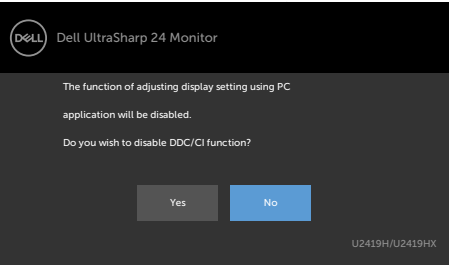 DELL
Dell UltraSharp 24 Monitor
The function of adjusting display setting using PC
application will be disabled.
Do you wish to disable DDC/CI function?
Yes
No
U2419H/U2419HX